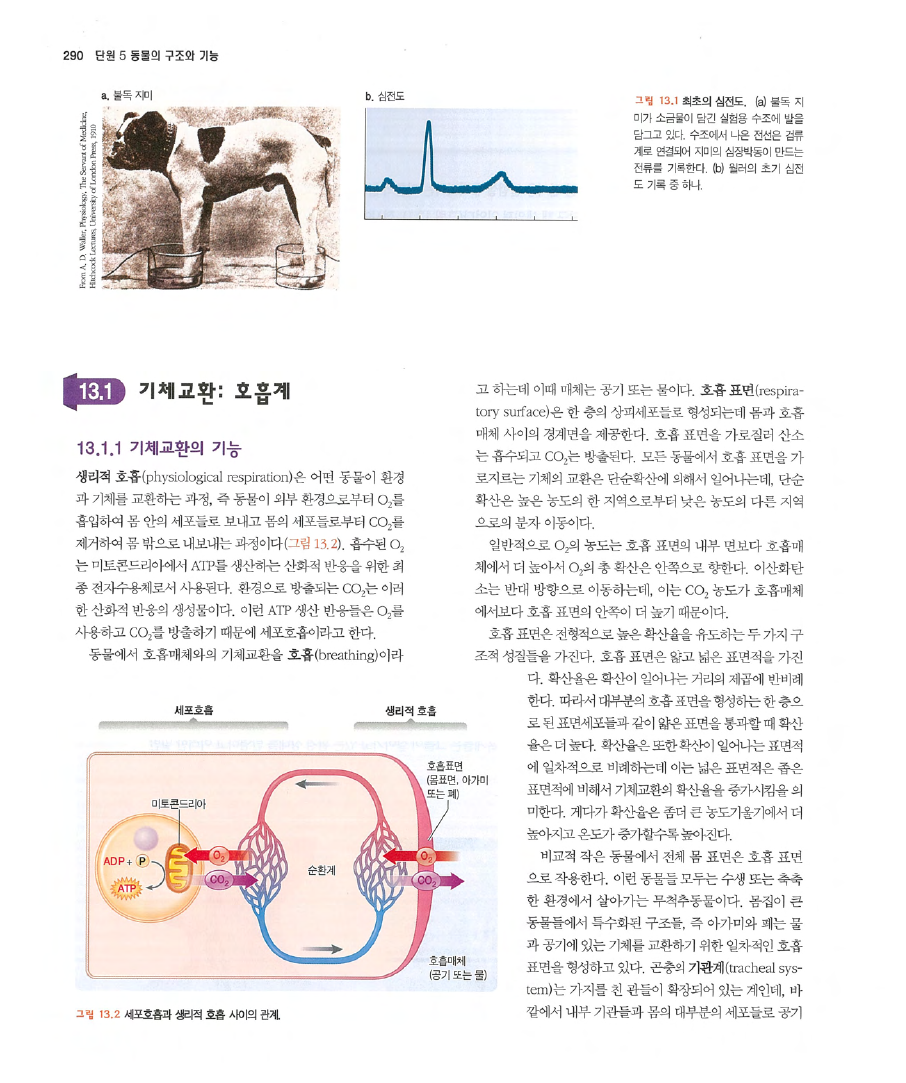 290 단원 5 동물의 구조와 기능
a. 불독 지미
From A. D. Waller, Physiology, The Servant of Medicine,
Hitchcock Lectures, University of London Press, 1910
b. 심전도
그림 13.1 최초의 심전도. (a) 불독 지
미가 소금물이 담긴 실험용 수조에 발을
담그고 있다. 수조에서 나온 전선은 검류
계로 연결되어 지미의 심장박동이 만드는
전류를 기록한다. (b) 월러의 초기 심전
도 기록 중 하나.
13.1 기체교환: 호흡계
13.1.1 기체교환의 기능
생리적 호흡(physiological respiration)은 어떤 동물이 환경
과 기체를 교환하는 과정, 즉 동물이 외부 환경으로부터 O₂를
흡입하여 몸 안의 세포들로 보내고 몸의 세포들로부터 CO₂를
제거하여 몸 밖으로 내보내는 과정이다(그림 13.2). 흡수된 O₂
는 미토콘드리아에서 ATP를 생산하는 산화적 반응을 위한 최
종 전자수용체로서 사용된다. 환경으로 방출되는 CO₂는 이러
한 산화적 반응의 생성물이다. 이런 ATP 생산 반응들은 O₂를
사용하고 CO₂를 방출하기 때문에 세포호흡이라고 한다.
동물에서 호흡매체와의 기체교환을 호흡(breathing)이라
고 하는데 이때 매체는 공기 또는 물이다. 호흡 표면(respira-
tory surface)은 한 층의 상피세포들로 형성되는데 몸과 호흡
매체 사이의 경계면을 제공한다. 호흡 표면을 가로질러 산소
는 흡수되고 CO₂는 방출된다. 모든 동물에서 호흡 표면을 가
로지르는 기체의 교환은 단순확산에 의해서 일어나는데, 단순
확산은 높은 농도의 한 지역으로부터 낮은 농도의 다른 지역
으로의 분자 이동이다.
일반적으로 O₂의 농도는 호흡 표면의 내부 면보다 호흡매
체에서 더 높아서 O₂의 총 확산은 안쪽으로 향한다. 이산화탄
소는 반대 방향으로 이동하는데, 이는 CO₂ 농도가 호흡매체
에서보다 호흡 표면의 안쪽이 더 높기 때문이다.
호흡 표면은 전형적으로 높은 확산율을 유도하는 두 가지 구
조적 성질들을 가진다. 호흡 표면은 얇고 넓은 표면적을 가진
다. 확산율은 확산이 일어나는 거리의 제곱에 반비례
한다. 따라서 대부분의 호흡 표면을 형성하는 한 층으
로 된 표면세포들과 같이 얇은 표면을 통과할 때 확산
율은 더 높다. 확산율은 또한 확산이 일어나는 표면적
에 일차적으로 비례하는데 이는 넓은 표면적은 좁은
표면적에 비해서 기체교환의 확산율을 증가시킴을 의
미한다. 게다가 확산율은 좀더 큰 농도기울기에서 더
높아지고 온도가 증가할수록 높아진다.
비교적 작은 동물에서 전체 몸 표면은 호흡 표면
으로 작용한다. 이런 동물들 모두는 수생 또는 축축
한 환경에서 살아가는 무척추동물이다. 몸집이 큰
동물들에서 특수화된 구조들, 즉 아가미와 폐는 물
과 공기에 있는 기체를 교환하기 위한 일차적인 호흡
표면을 형성하고 있다. 곤충의 기관계(tracheal sys-
tem)는 가지를 친 관들이 확장되어 있는 계인데, 바
깥에서 내부 기관들과 몸의 대부분의 세포들로 공기
세포호흡
생리적 호흡
호흡표면
(몸표면, 아가미
또는 폐)
미토콘드리아
ADP + P
ATP
O₂
CO₂
순환계
O₂
CO₂
호흡매체
(공기 또는 물)
그림 13.2 세포호흡과 생리적 호흡 사이의 관계.